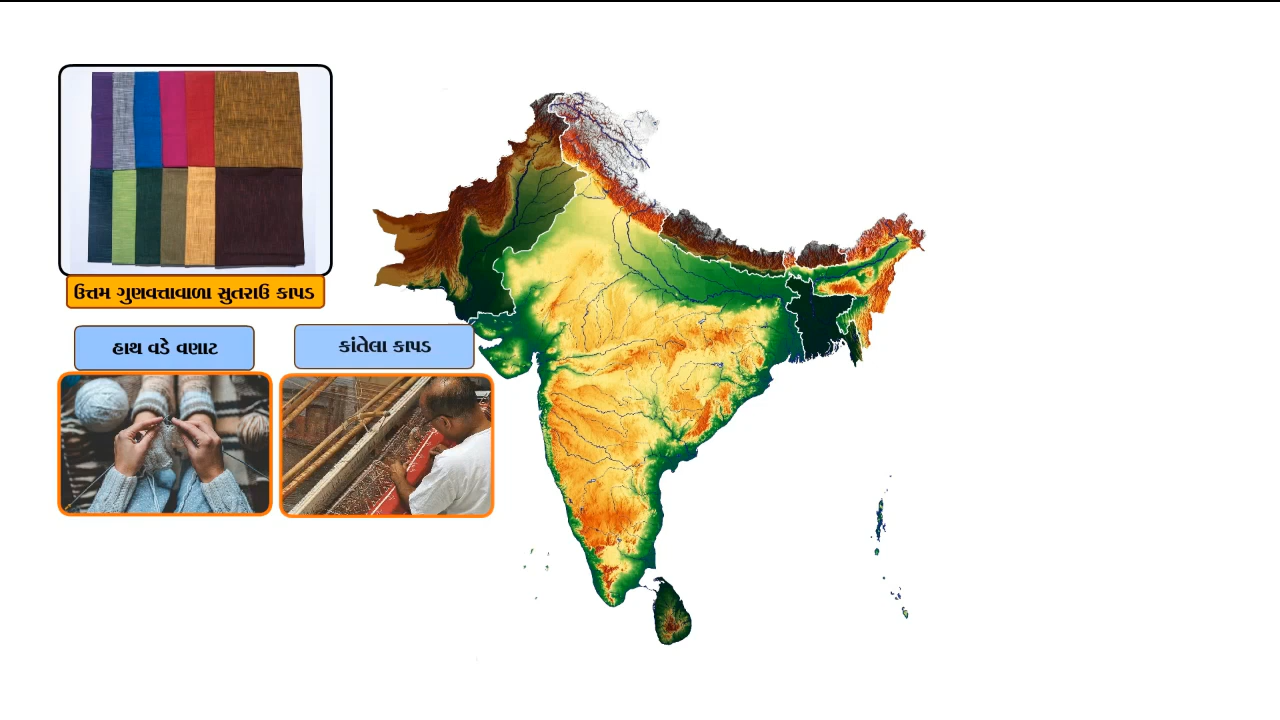 ઉત્તમ ગુણવત્તાવાળા સુતરાઉ કાપડ
હાથ વડે વણાટ
કાંતેલા કાપડ